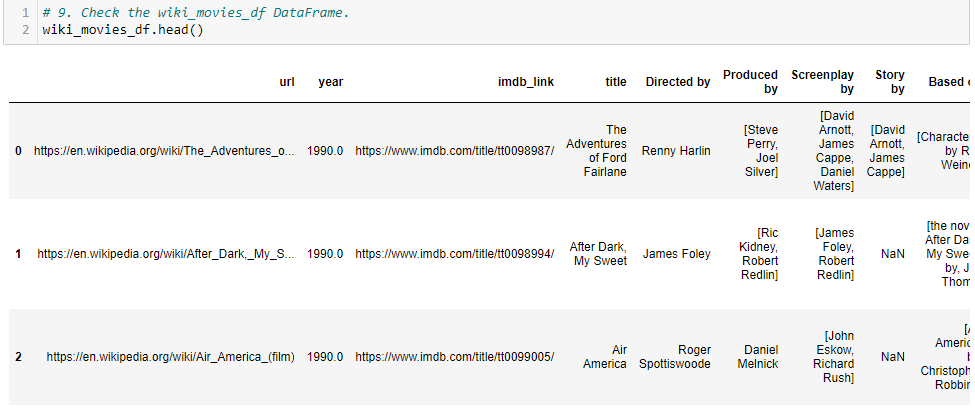 1 # 9. Check the wiki_movies_df DataFrame.
2 wiki_movies_df.head()
url year imdb_link title Directed by Produced by Screenplay by Story by Based
0 https://en.wikipedia.org/wiki/The_Adventures_o... 1990.0 https://www.imdb.com/title/tt0098987/ The Adventures of Ford Fairlane Renny Harlin [Steve Perry, Joel Silver] [David Arnott, James Cappe, Daniel Waters] [David Arnott, James Cappe] [Character by R Wein
1 https://en.wikipedia.org/wiki/After_Dark,_My_S... 1990.0 https://www.imdb.com/title/tt0098994/ After Dark, My Sweet James Foley [Ric Kidney, Robert Redlin] [James Foley, Robert Redlin] NaN [the nov After Da My Swe by, J Thom
2 https://en.wikipedia.org/wiki/Air_America_(film) 1990.0 https://www.imdb.com/title/tt0099005/ Air America Roger Spottiswoode Daniel Melnick [John Eskow, Richard Rush] NaN Americ Christoph Robbin